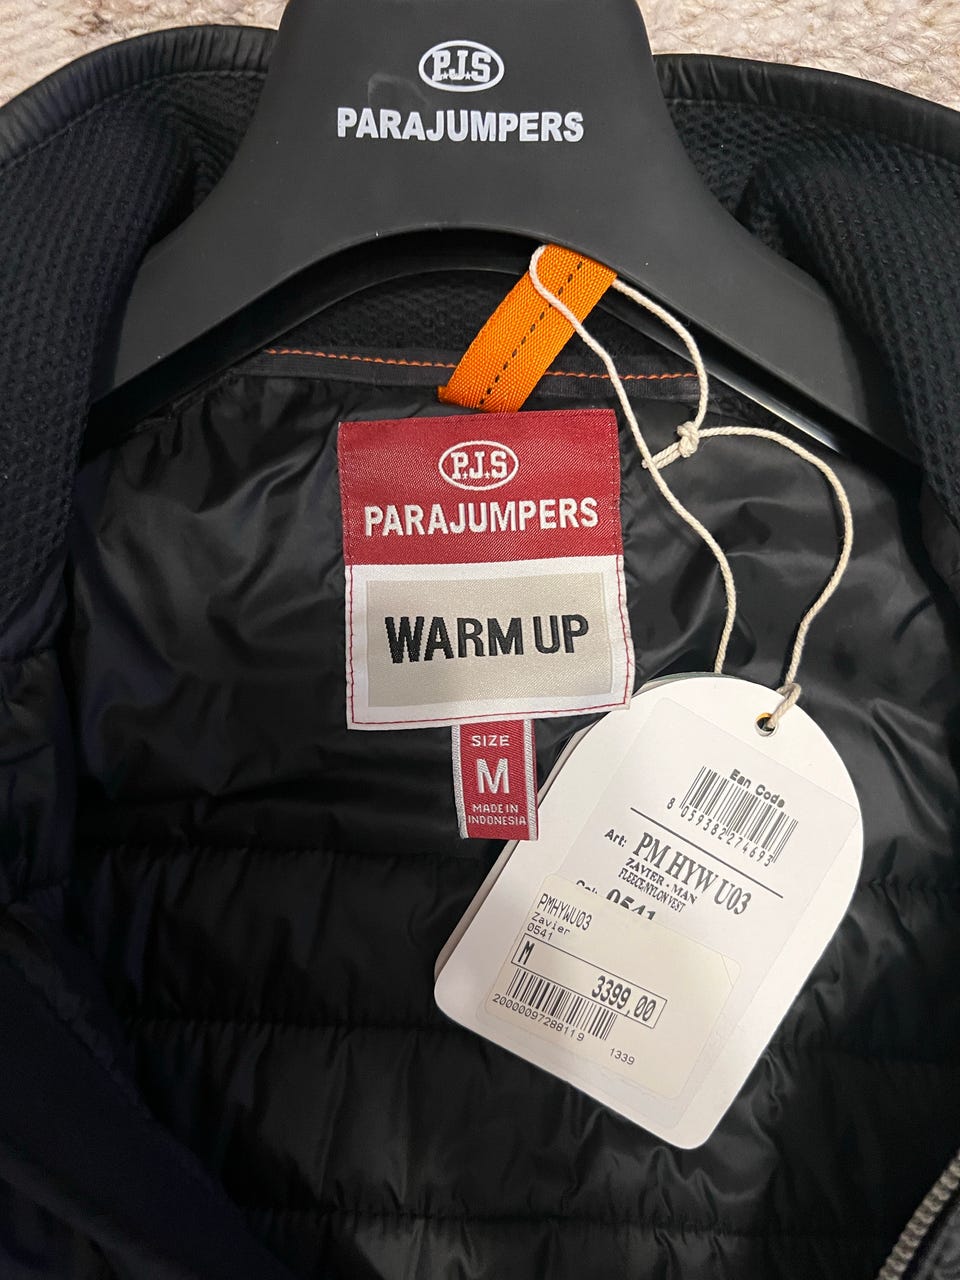 P.J.S
PARAJUMPERS
P.J.S
PARAJUMPERS
WARM UP
SIZE
M
MADE IN
INDONESIA
Ean Code
8 059382 274693
Art: PM HYW U03
ZAVIER - MAN
FLEECE/NYLON VEST
0541
PMHYWU03
Zavier
0541
M 3399,00
2000009728811 9
1339